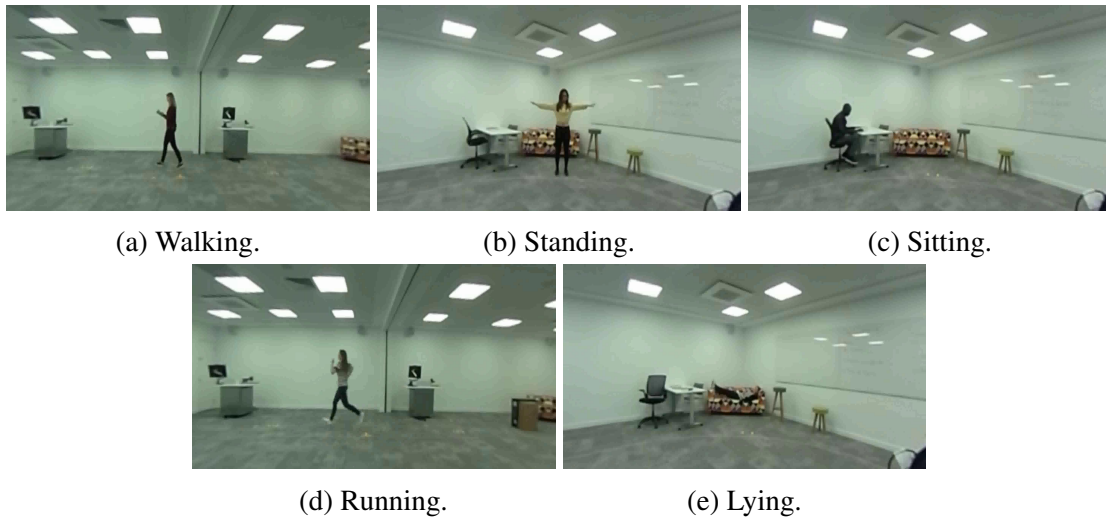 (a) Walking.
(b) Standing.
(c) Sitting.
(d) Running.
(e) Lying.